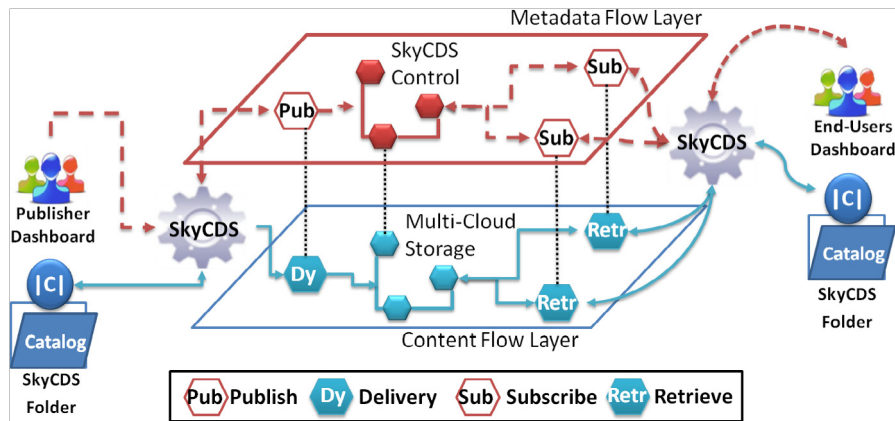 Metadata Flow Layer
SkyCDS
Control
Sub
Pub
Sub
SkyCDS
End-Users
Dashboard
Publisher
Dashboard
SkyCDS
Multi-Cloud
Storage
Retr
Dy
Retr
|C|
Catalog
SkyCDS
Folder
|C|
Catalog
SkyCDS
Folder
Content Flow Layer
Pub Publish Dy Delivery Sub Subscribe Retr Retrieve